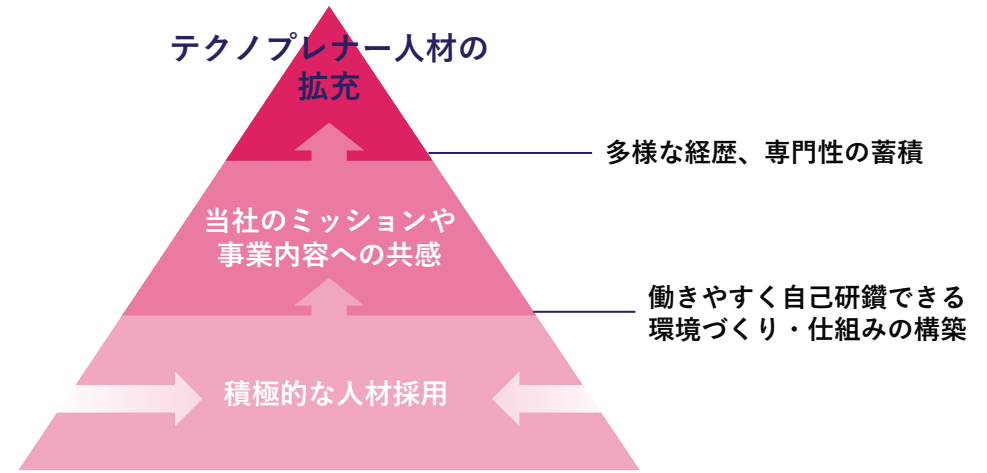 テクノプレナー人材の
拡充
多様な経歴、専門性の蓄積
当社のミッションや
事業内容への共感
働きやすく自己研鑽できる
環境づくり・仕組みの構築
積極的な人材採用